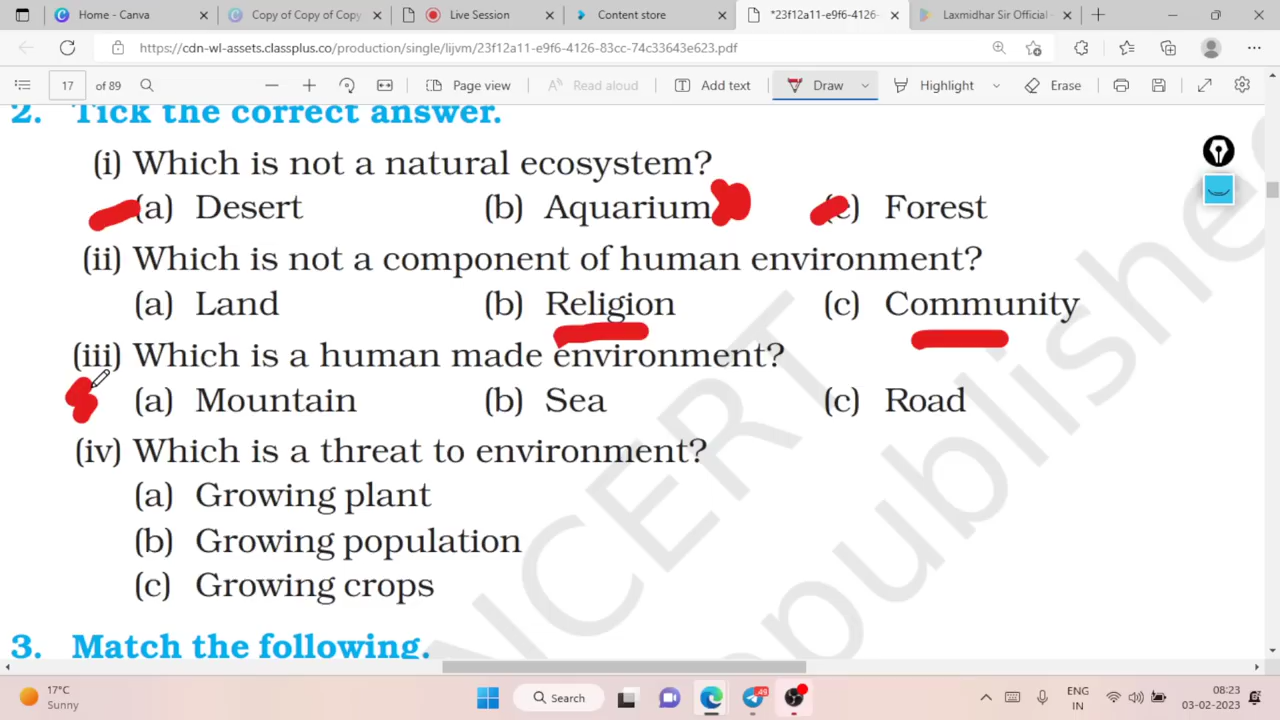 Home - Canva
Copy of Copy of Copy
Live Session
Content store
*23f12a11-e9f6-4126-
Laxmidhar Sir Official -
https://cdn-wl-assets.classplus.co/production/single/lijvm/23f12a11-e9f6-4126-83cc-74c33643e623.pdf
17 of 89
Page view
Read aloud
Add text
Draw
Highlight
Erase
2. Tick the correct answer.
(i) Which is not a natural ecosystem?
(a) Desert (b) Aquarium (c) Forest
(ii) Which is not a component of human environment?
(a) Land (b) Religion (c) Community
(iii) Which is a human made environment?
(a) Mountain (b) Sea (c) Road
(iv) Which is a threat to environment?
(a) Growing plant
(b) Growing population
(c) Growing crops
3. Match the following.
NCERT
republishe
17°C
Sunny
Search
49
ENG
IN
08:23
03-02-2023